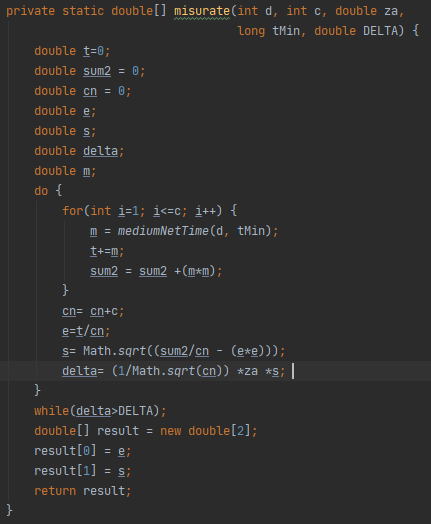 private static double[] misurate(int d, int c, double za,
                                 long tMin, double DELTA) {
    double t=0;
    double sum2 = 0;
    double cn = 0;
    double e;
    double s;
    double delta;
    double m;
    do {
        for(int i=1; i<=c; i++) {
            m = mediumNetTime(d, tMin);
            t+=m;
            sum2 = sum2 +(m*m);
        }
        cn= cn+c;
        e=t/cn;
        s= Math.sqrt((sum2/cn - (e*e)));
        delta= (1/Math.sqrt(cn)) *za *s;
    }
    while(delta>DELTA);
    double[] result = new double[2];
    result[0] = e;
    result[1] = s;
    return result;
}